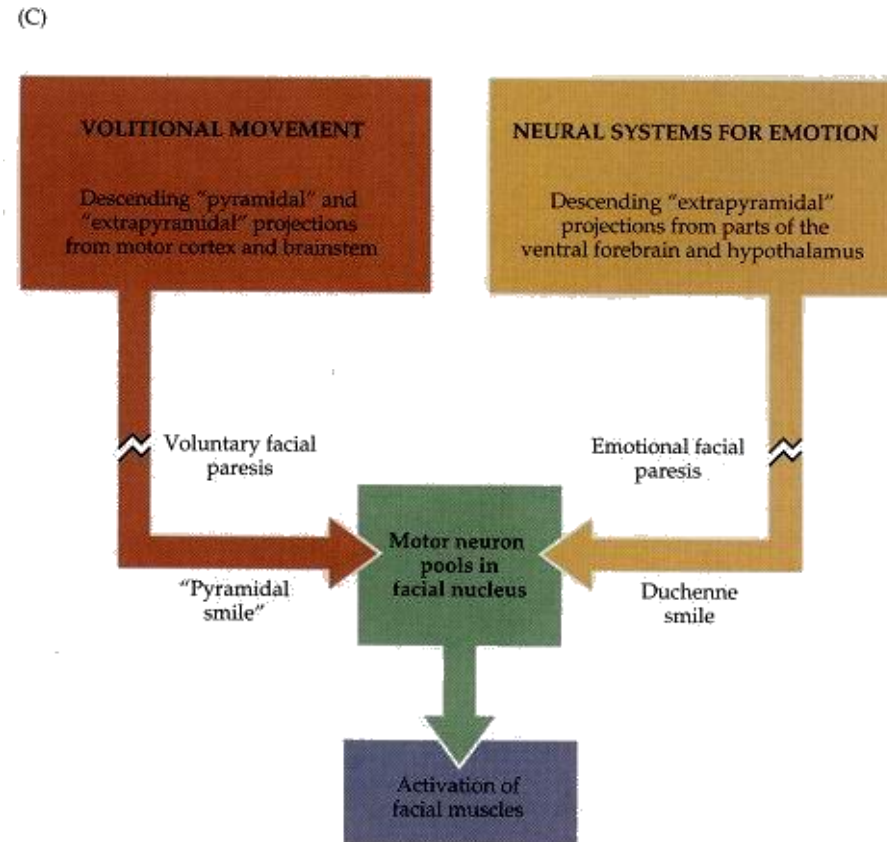 (C)
VOLITIONAL MOVEMENT
Descending "pyramidal" and
"extrapyramidal" projections
from motor cortex and brainstem
NEURAL SYSTEMS FOR EMOTION
Descending "extrapyramidal"
projections from parts of the
ventral forebrain and hypothalamus
Voluntary facial
paresis
Emotional facial
paresis
Motor neuron
pools in
facial nucleus
"Pyramidal
smile"
Duchenne
smile
Activation of
facial muscles